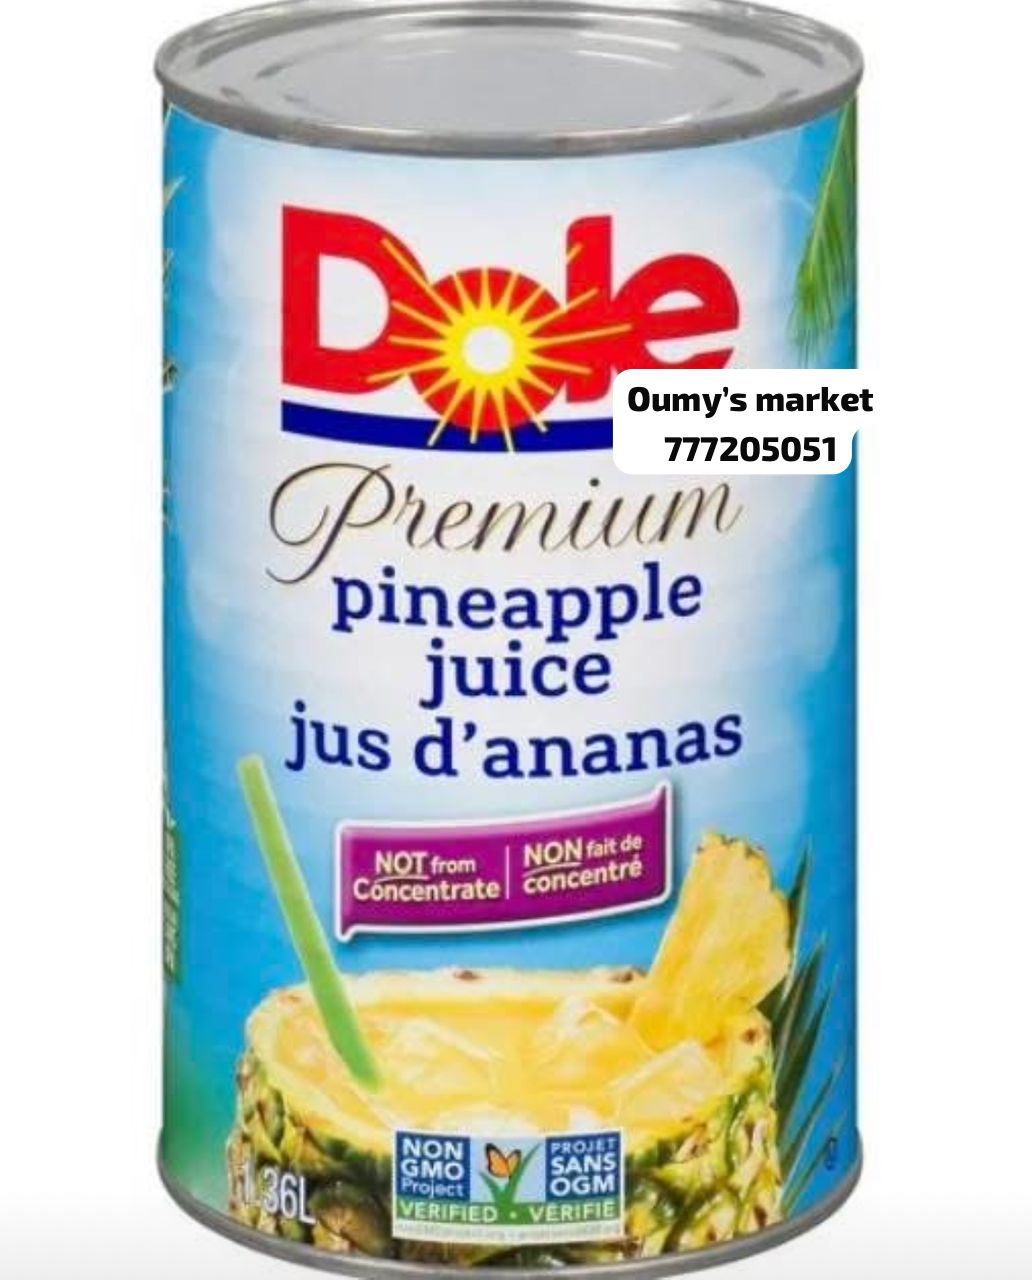 Dole
Oumy's market
777205051
Premium
pineapple
juice
jus d'ananas
NOT from
Concentrate
NON fait de
concentré
NON
GMO
Project
VERIFIED • VÉRIFIÉ
PROJET
SANS
OGM
1.36L